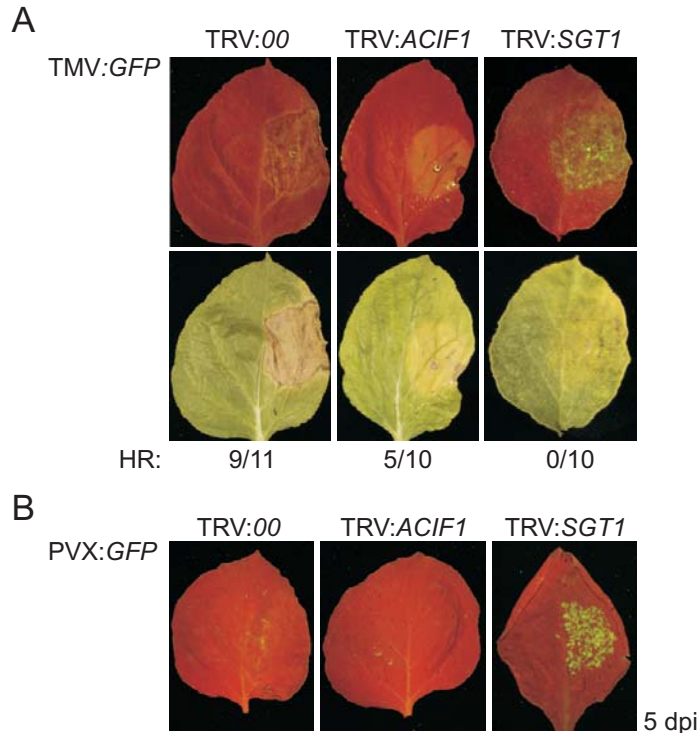 A
TRV:00 TRV:ACIF1 TRV:SGT1
TMV:GFP
HR: 9/11 5/10 0/10
B
TRV:00 TRV:ACIF1 TRV:SGT1
PVX:GFP
5 dpi